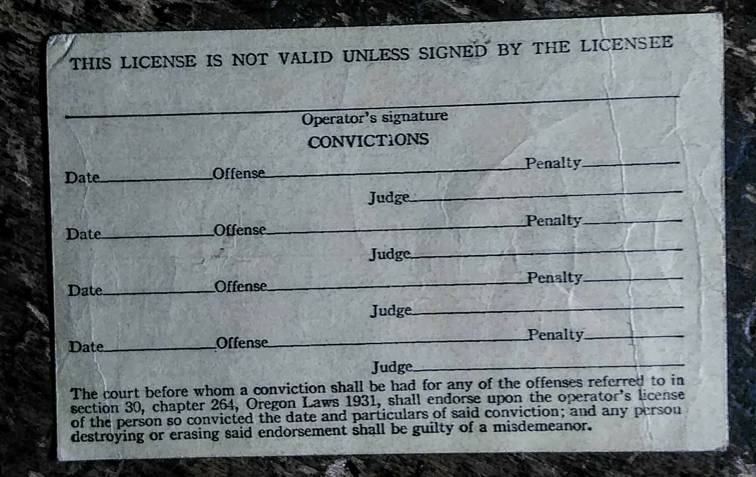 THIS LICENSE IS NOT VALID UNLESS SIGNED BY THE LICENSEE
Operator's signature
CONVICTIONS
Date Offense Penalty
Judge
Date Offense Penalty
Judge
Date Offense Penalty
Judge
Date Offense Penalty
Judge
The court before whom a conviction shall be had for any of the offenses referred to in
section 30, chapter 264, Oregon Laws 1931, shall endorse upon the operator's license
of the person so convicted the date and particulars of said conviction; and any person
destroying or erasing said endorsement shall be guilty of a misdemeanor.